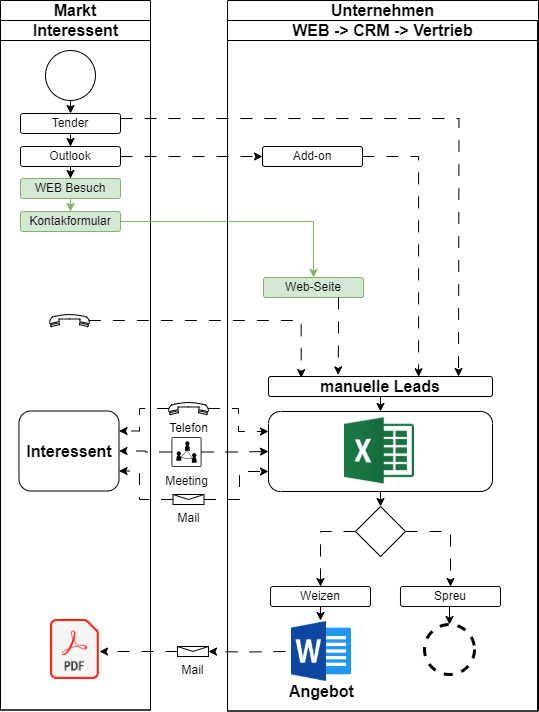 Markt
Unternehmen
Interessent
WEB -> CRM -> Vertrieb
Tender
Outlook
Add-on
WEB Besuch
Kontakformular
Web-Seite
manuelle Leads
Telefon
Interessent
X
Meeting
Mail
Weizen
Spreu
W
PDF
Mail
Angebot